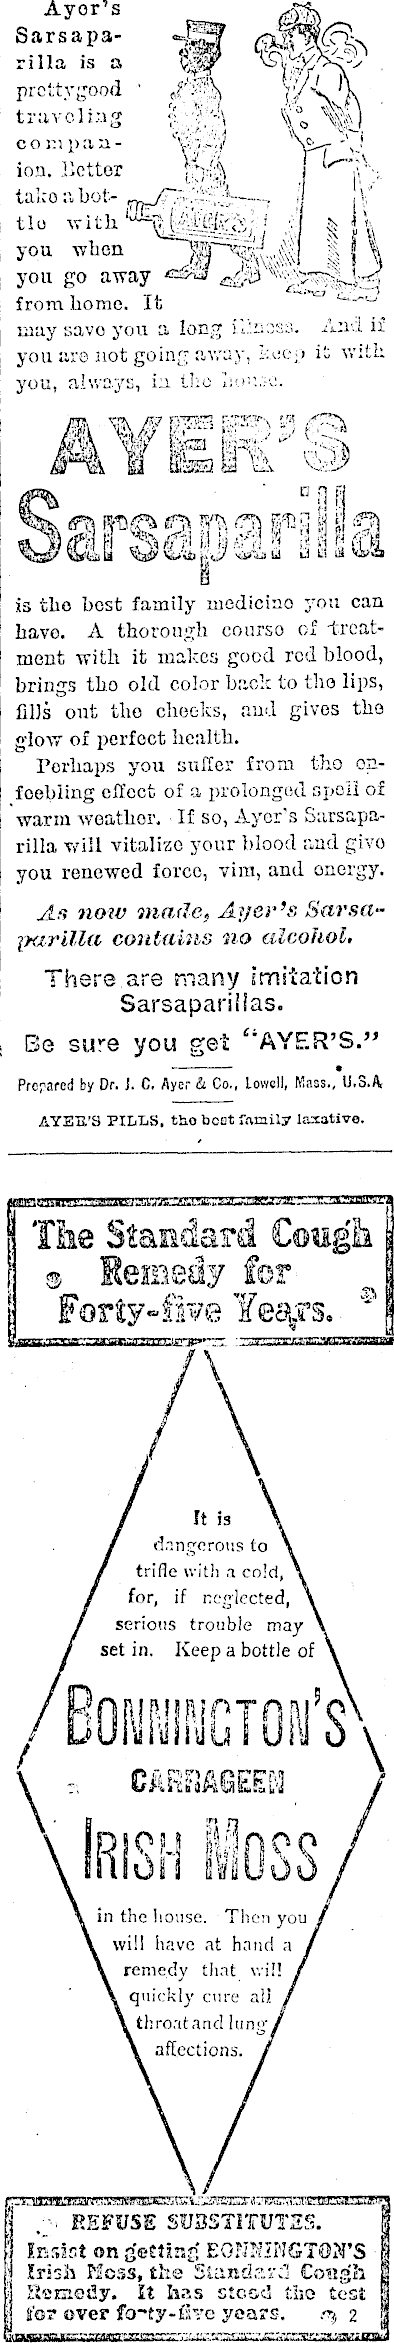 Ayer's
Sarsapa-
rilla is a
pretty good
traveling
compan-
ion. Better
take a bot-
tle with
you when
you go away
from home. It
may save you a long illness. And if
you are not going away, keep it with
you, always, in the house.
AYER'S
AYER'S
Sarsaparilla
is the best family medicine you can
have. A thorough course of treat-
ment with it makes good red blood,
brings the old color back to the lips,
fills out the cheeks, and gives the
glow of perfect health.
Perhaps you suffer from the en-
feebling effect of a prolonged spell of
warm weather. If so, Ayer's Sarsapa-
rilla will vitalize your blood and give
you renewed force, vim, and energy.
As now made, Ayer's Sarsa-
parilla contains no alcohol.
There are many imitation
Sarsaparillas.
Be sure you get "AYER'S."
Prepared by Dr. J. C. Ayer & Co., Lowell, Mass., U.S.A
AYER'S PILLS, the best family laxative.
The Standard Cough
Remedy for
Forty-five Years.
It is
dangerous to
trifle with a cold,
for, if neglected,
serious trouble may
set in. Keep a bottle of
BONNINGTON'S
CARRAGEEN
IRISH MOSS
in the house. Then you
will have at hand a
remedy that will
quickly cure all
throat and lung
affections.
REFUSE SUBSTITUTES.
Insist on getting BONNINGTON'S
Irish Moss, the Standard Cough
Remedy. It has stood the test
for over forty-five years. 2